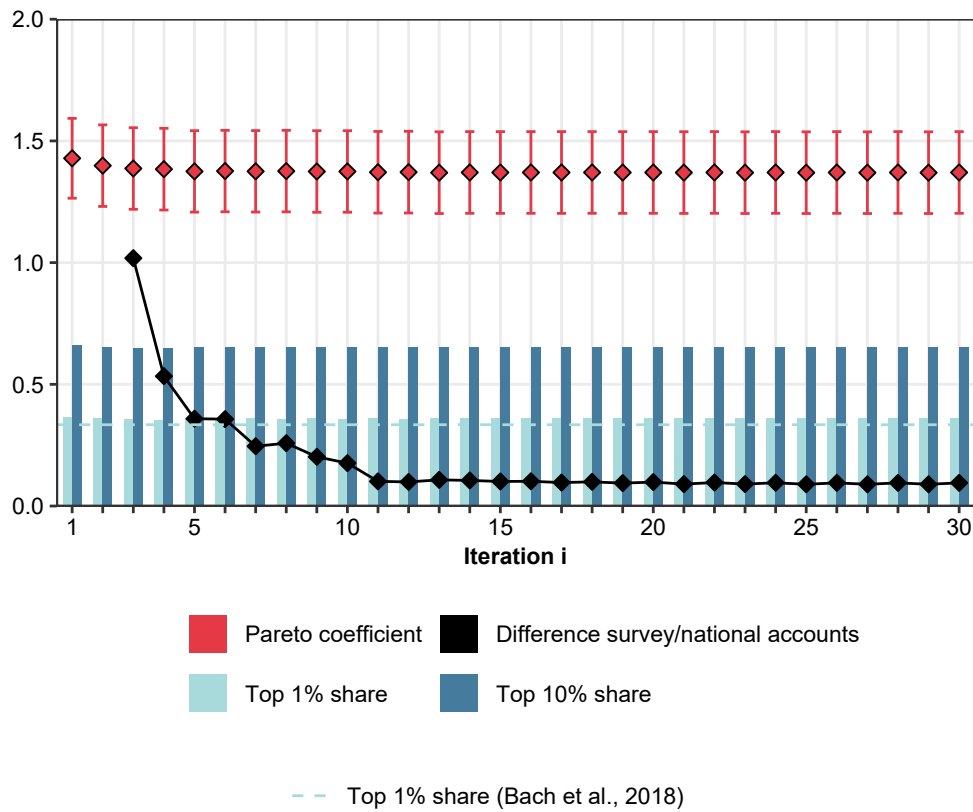 2.0
1.5
1.0
0.5
0.0
1 5 10 15 20 25 30
Iteration i
Pareto coefficient Difference survey/national accounts
Top 1% share Top 10% share
Top 1% share (Bach et al., 2018)